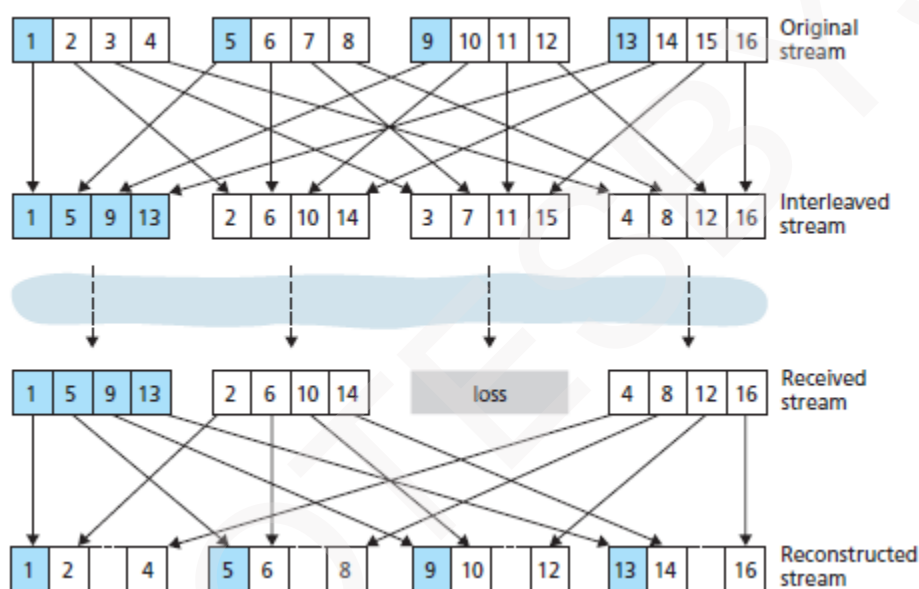 1 2 3 4 5 6 7 8 9 10 11 12 13 14 15 16 Original
stream
1 5 9 13 2 6 10 14 3 7 11 15 4 8 12 16 Interleaved
stream
1 5 9 13 2 6 10 14 loss 4 8 12 16 Received
stream
1 2 4 5 6 8 9 10 12 13 14 16 Reconstructed
stream